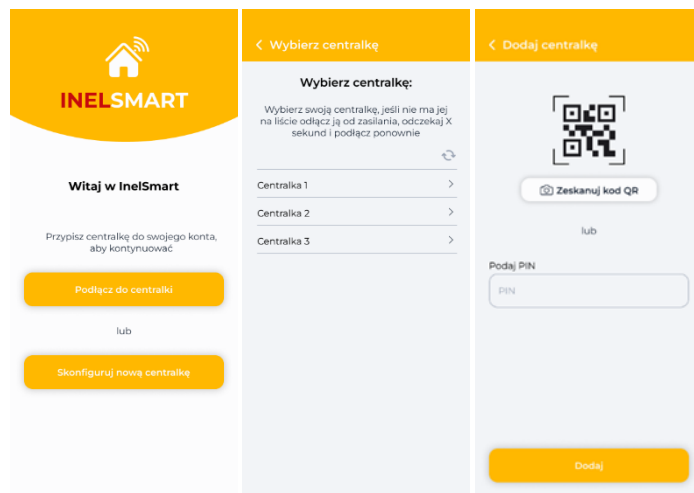 INELSMART
Witaj w InelSmart
Przypisz centralkę do swojego konta,
aby kontynuować
Podłącz do centralki
lub
Skonfiguruj nową centralkę
Wybierz centralkę
Wybierz centralkę:
Wybierz swoją centralkę, jeśli nie ma jej
na liście odłącz ją od zasilania, odczekaj X
sekund i podłącz ponownie
Centralka 1
Centralka 2
Centralka 3
Dodaj centralkę
Zeskanuj kod QR
lub
Podaj PIN
PIN
Dodaj